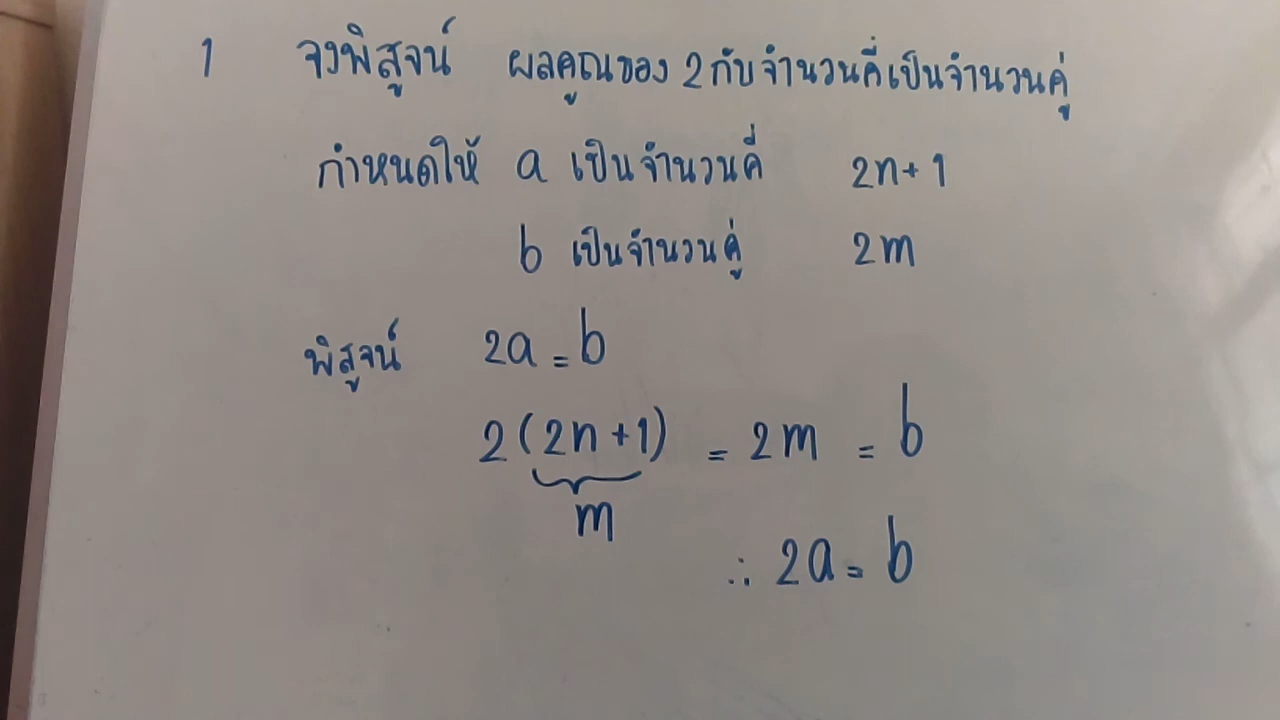 1 จงพิสูจน์ ผลคูณของ 2 กับจำนวนคี่เป็นจำนวนคู่
กำหนดให้ a เป็นจำนวนคี่ 2n+1
b เป็นจำนวนคู่ 2m
พิสูจน์ 2a = b
2(2n+1) = 2m = b
m
∴ 2a = b